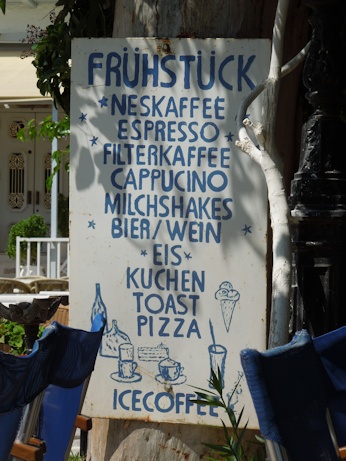 FRÜHSTÜCK
NESKAFFEE
ESPRESSO
FILTERKAFFEE
CAPPUCINO
MILCHSHAKES
BIER/WEIN
EIS
KUCHEN
TOAST
PIZZA
ICECOFFEE